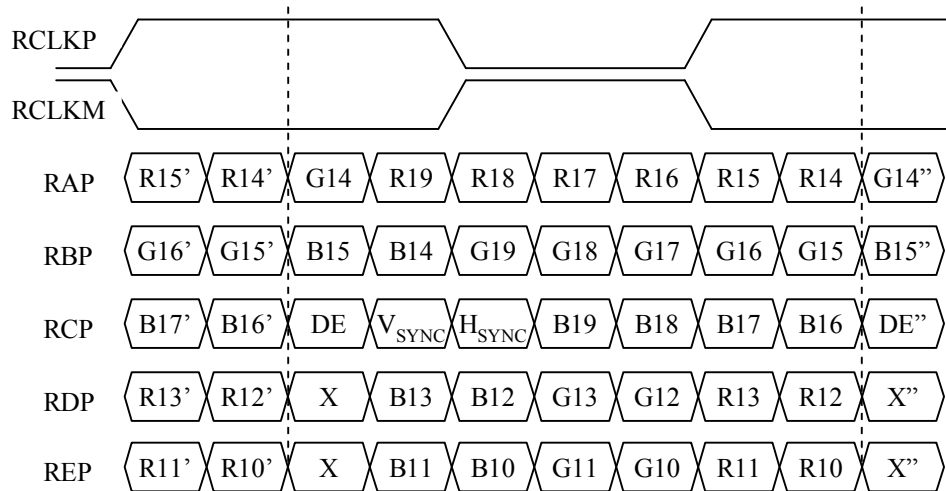 RCLKP
RCLKM
RAP R15’ R14’ G14 R19 R18 R17 R16 R15 R14 G14”
RBP G16’ G15’ B15 B14 G19 G18 G17 G16 G15 B15”
RCP B17’ B16’ DE VSYNC HSYNC B19 B18 B17 B16 DE”
RDP R13’ R12’ X B13 B12 G13 G12 R13 R12 X”
REP R11’ R10’ X B11 B10 G11 G10 R11 R10 X”